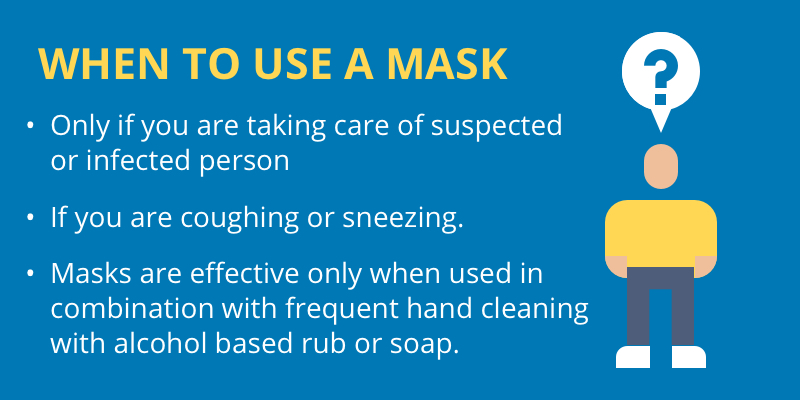 WHEN TO USE A MASK
• Only if you are taking care of suspected
or infected person
• If you are coughing or sneezing.
• Masks are effective only when used in
combination with frequent hand cleaning
with alcohol based rub or soap.
?